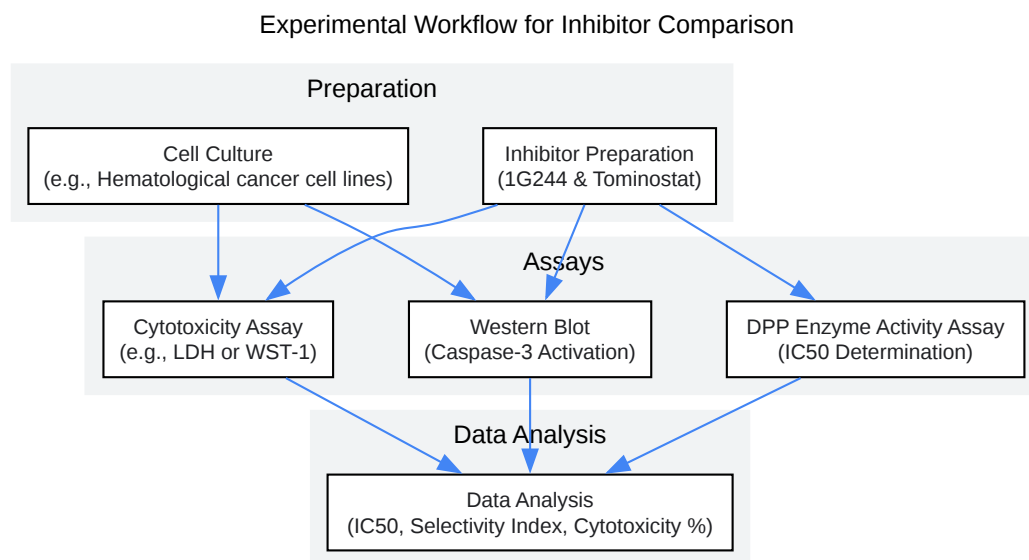 Experimental Workflow for Inhibitor Comparison
Preparation
Cell Culture
(e.g., Hematological cancer cell lines)
Inhibitor Preparation
(1G244 & Tominostat)
Assays
Cytotoxicity Assay
(e.g., LDH or WST-1)
Western Blot
(Caspase-3 Activation)
DPP Enzyme Activity Assay
(IC50 Determination)
Data Analysis
Data Analysis
(IC50, Selectivity Index, Cytotoxicity %)